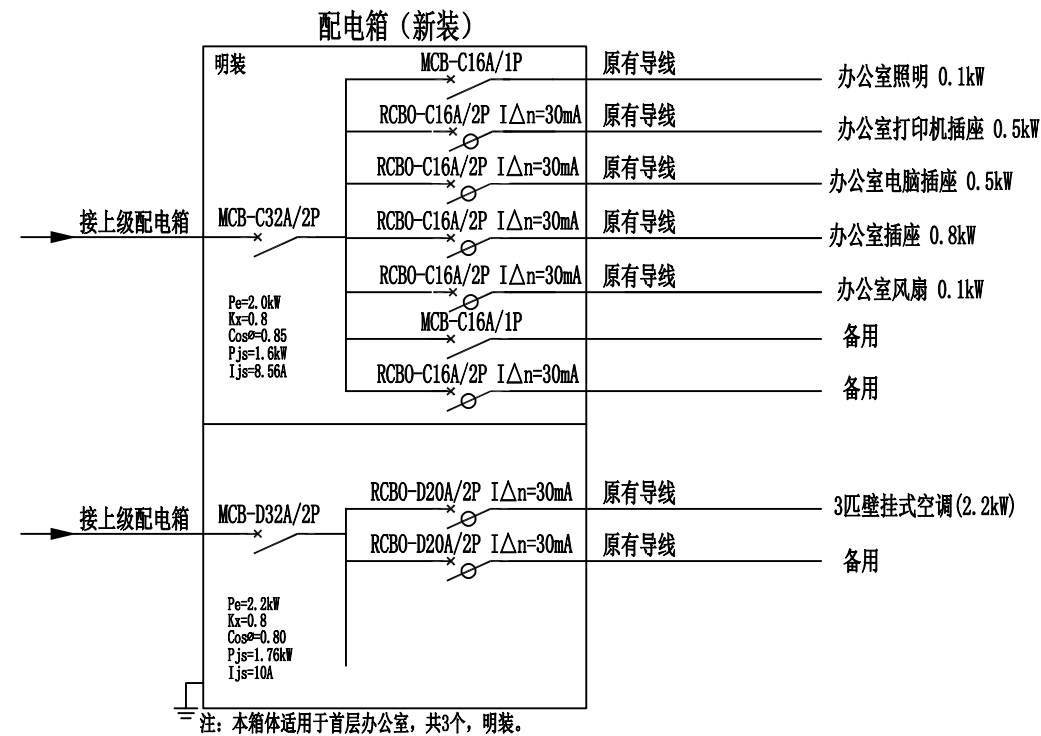 配电箱（新装）
明装
MCB-C16A/1P
原有导线
办公室照明 0.1kW
RCBO-C16A/2P I△n=30mA
原有导线
办公室打印机插座 0.5kW
RCBO-C16A/2P I△n=30mA
原有导线
办公室电脑插座 0.5kW
接上级配电箱
MCB-C32A/2P
RCBO-C16A/2P I△n=30mA
原有导线
办公室插座 0.8kW
RCBO-C16A/2P I△n=30mA
原有导线
办公室风扇 0.1kW
Pe=2.0kW
Kx=0.8
Cosø=0.85
Pjs=1.6kW
Ijs=8.56A
MCB-C16A/1P
备用
RCBO-C16A/2P I△n=30mA
备用
接上级配电箱
MCB-D32A/2P
RCBO-D20A/2P I△n=30mA
原有导线
3匹壁挂式空调(2.2kW)
RCBO-D20A/2P I△n=30mA
原有导线
备用
Pe=2.2kW
Kx=0.8
Cosø=0.80
Pjs=1.76kW
Ijs=10A
注：本箱体适用于首层办公室，共3个，明装。